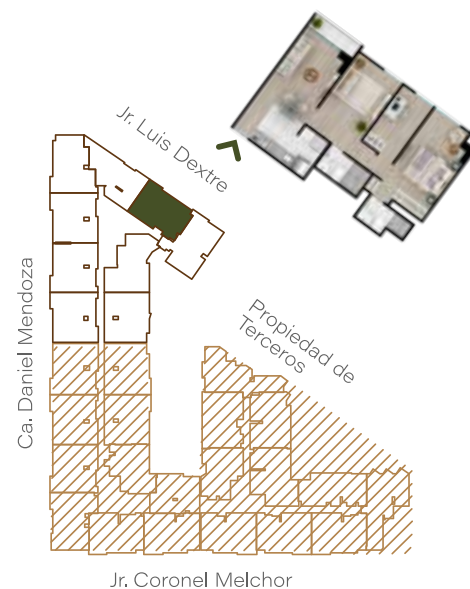 Jr. Luis Dextre
Ca. Daniel Mendoza
Propiedad de
Terceros
Jr. Coronel Melchor